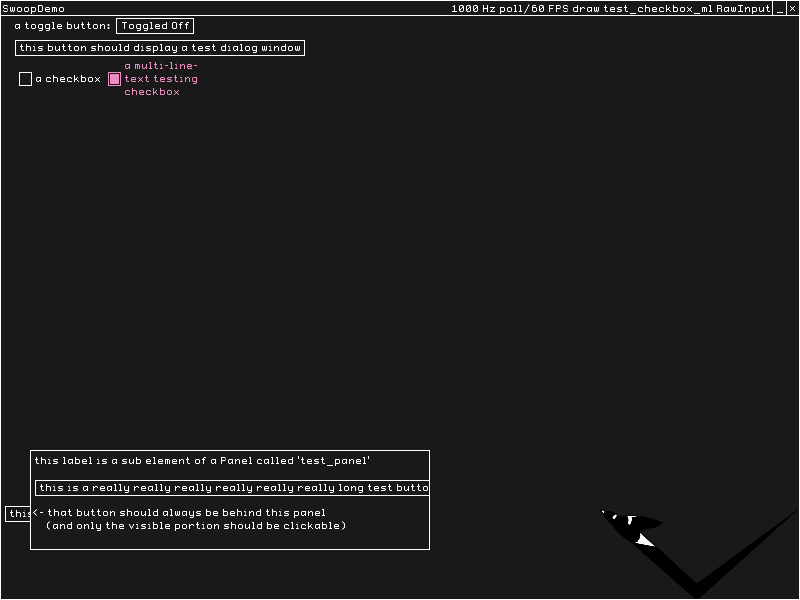 SwoopDemo 1000 Hz poll/60 FPS draw test_checkbox_ml RawInput _ ×
a toggle button: Toggled Off
this button should display a test dialog window
a checkbox
a multi-line-
text testing
checkbox
this label is a sub element of a Panel called 'test_panel'
this is a really really really really really really long test butto
this
<- that button should always be behind this panel
(and only the visible portion should be clickable)